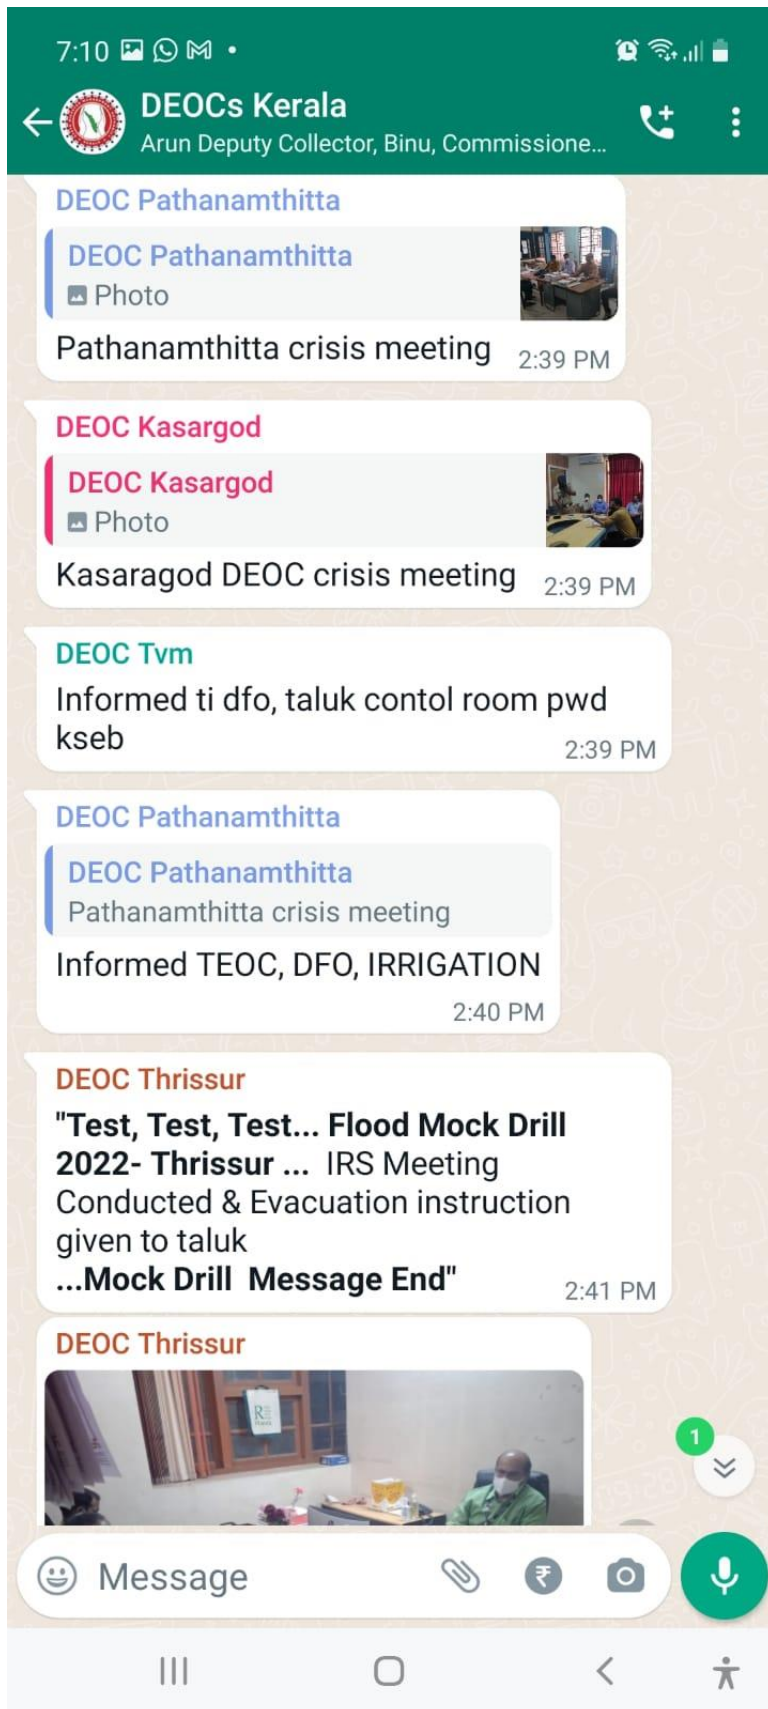 7:10
DEOCs Kerala
Arun Deputy Collector, Binu, Commissione...
DEOC Pathanamthitta
DEOC Pathanamthitta
Photo
Pathanamthitta crisis meeting 2:39 PM
DEOC Kasargod
DEOC Kasargod
Photo
Kasaragod DEOC crisis meeting 2:39 PM
DEOC Tvm
Informed ti dfo, taluk contol room pwd
kseb 2:39 PM
DEOC Pathanamthitta
DEOC Pathanamthitta
Pathanamthitta crisis meeting
Informed TEOC, DFO, IRRIGATION
2:40 PM
DEOC Thrissur
"Test, Test, Test... Flood Mock Drill
2022- Thrissur ... IRS Meeting
Conducted & Evacuation instruction
given to taluk
...Mock Drill Message End" 2:41 PM
DEOC Thrissur
1
Message